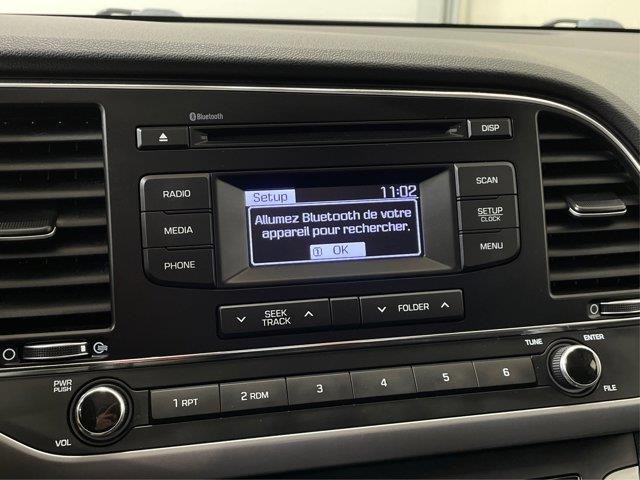 Bluetooth
DISP
RADIO
MEDIA
PHONE
Setup 11:02
Allumez Bluetooth de votre
appareil pour rechercher.
1 OK
SCAN
SETUP
CLOCK
MENU
SEEK
TRACK
FOLDER
TUNE
ENTER
PWR
PUSH
VOL
1 RPT
2 RDM
3
4
5
6
FILE